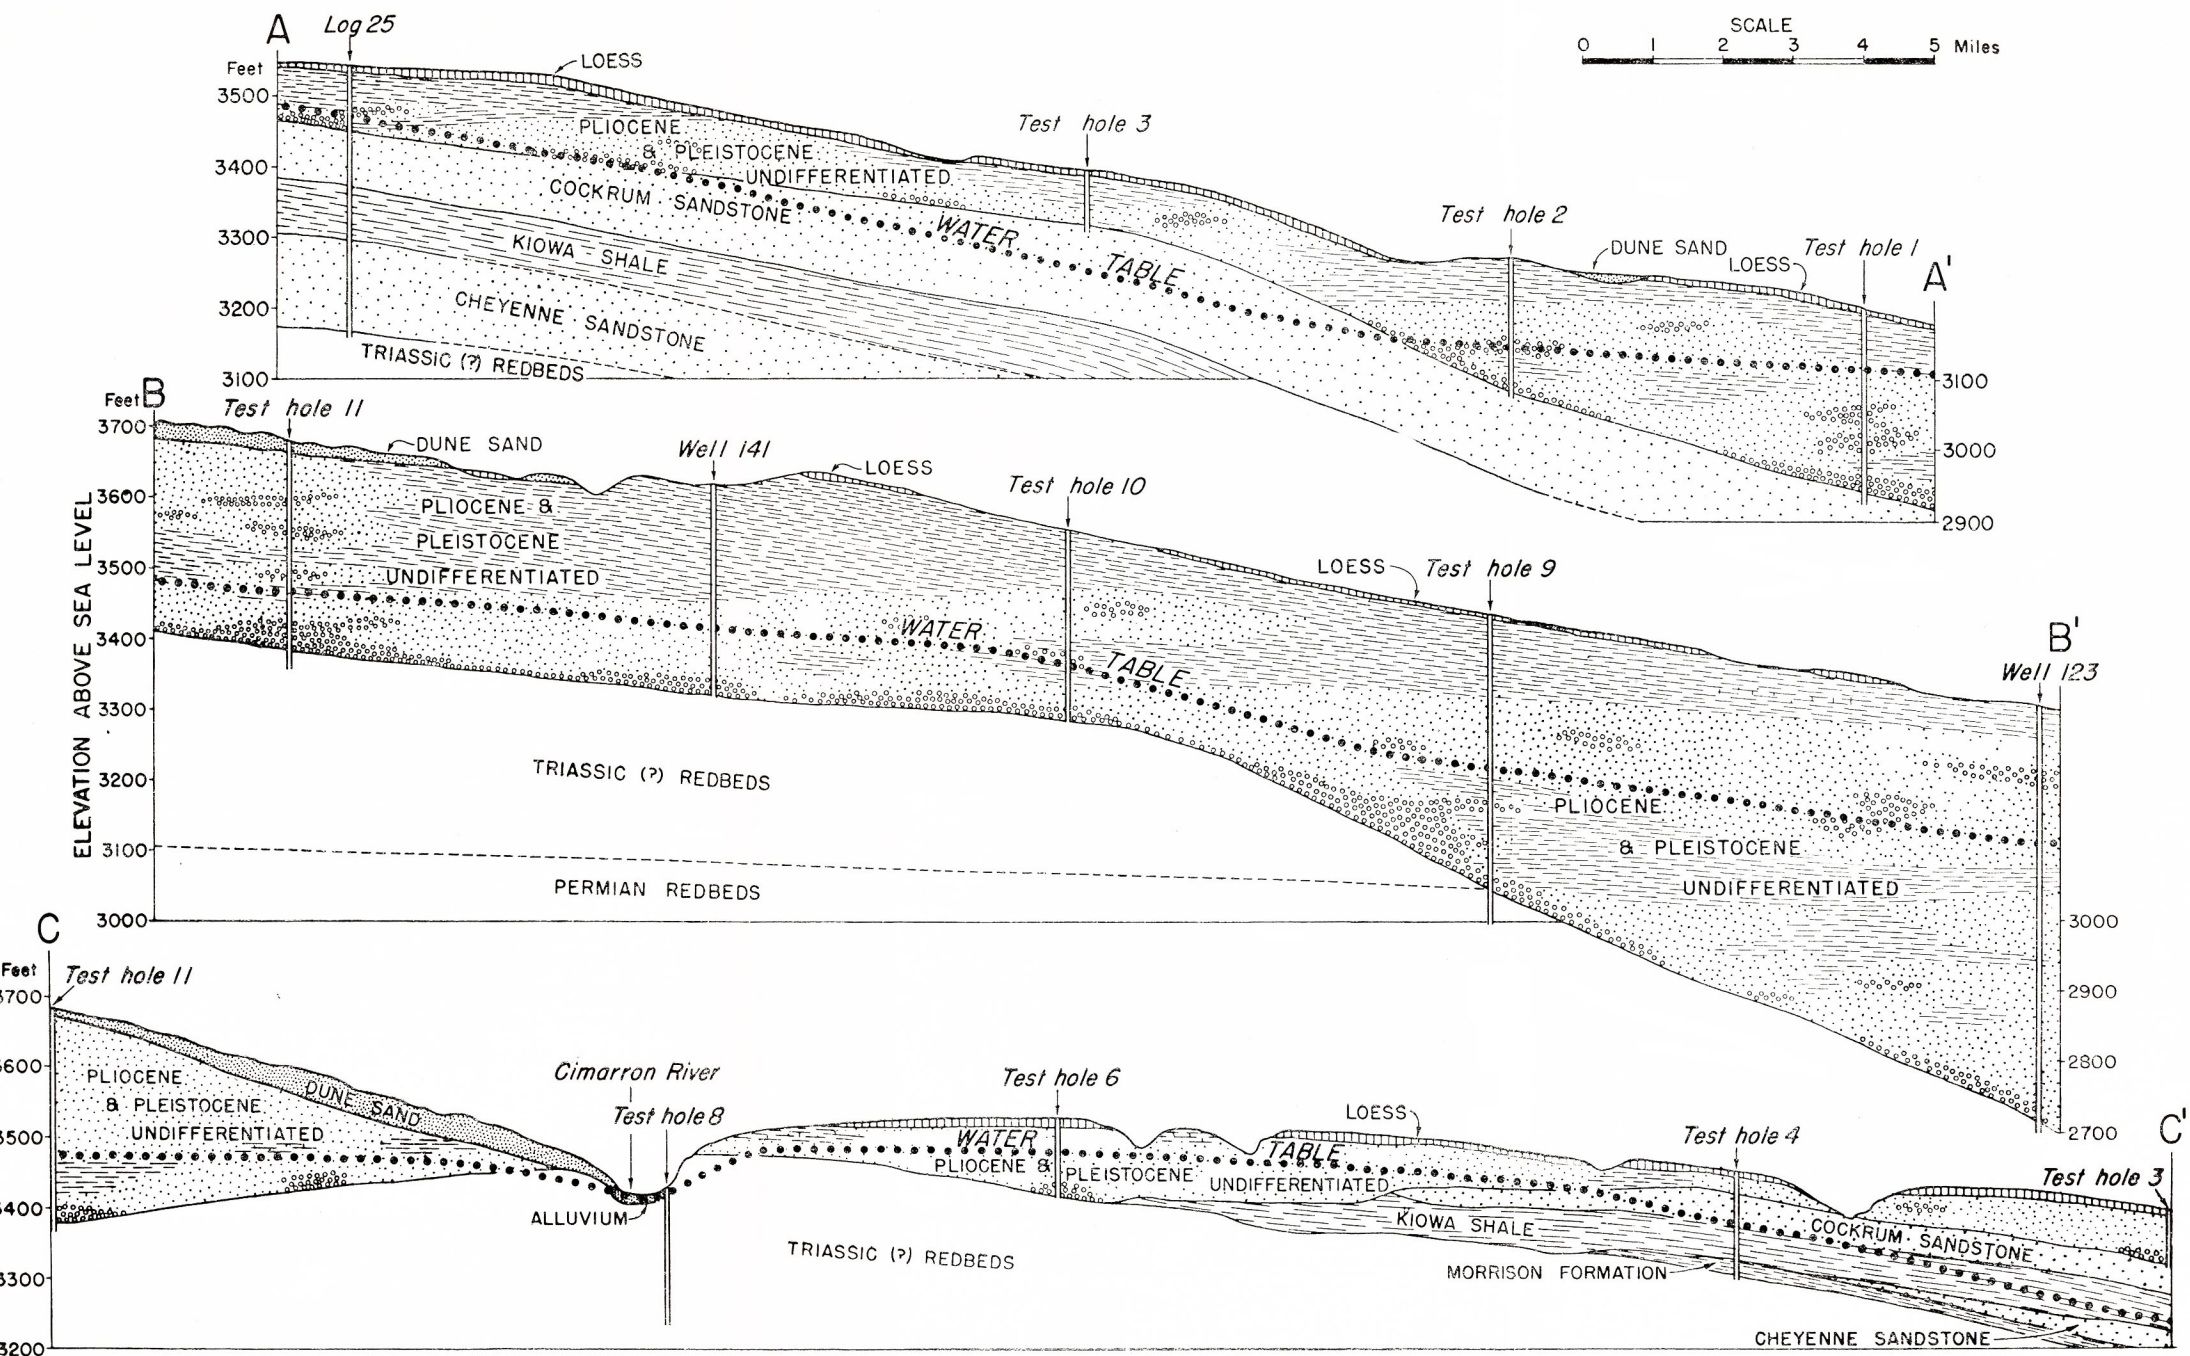 A
Log 25
SCALE
0 1 2 3 4 5 Miles
LOESS
Feet
3500
3400
3300
3200
3100
Test hole 3
PLIOCENE
& PLEISTOCENE
UNDIFFERENTIATED
COCKRUM SANDSTONE
WATER TABLE
KIOWA SHALE
CHEYENNE SANDSTONE
TRIASSIC (?) REDBEDS
Test hole 2
DUNE SAND
LOESS
Test hole 1
A'
3100
3000
2900
ELEVATION ABOVE SEA LEVEL
Feet
B
3700
3600
3500
3400
3300
3200
3100
3000
Test hole 11
DUNE SAND
Well 141
LOESS
Test hole 10
PLIOCENE &
PLEISTOCENE
UNDIFFERENTIATED
LOESS
Test hole 9
WATER TABLE
B'
Well 123
TRIASSIC (?) REDBEDS
PLIOCENE
& PLEISTOCENE
UNDIFFERENTIATED
PERMIAN REDBEDS
3000
2900
2800
2700
C
Feet
Test hole 11
3700
3600
3500
3400
3300
3200
PLIOCENE
& PLEISTOCENE
UNDIFFERENTIATED
DUNE SAND
Cimarron River
Test hole 8
ALLUVIUM
Test hole 6
WATER TABLE
PLIOCENE & PLEISTOCENE UNDIFFERENTIATED
LOESS
Test hole 4
C'
Test hole 3
KIOWA SHALE
COCKRUM SANDSTONE
TRIASSIC (?) REDBEDS
MORRISON FORMATION
CHEYENNE SANDSTONE